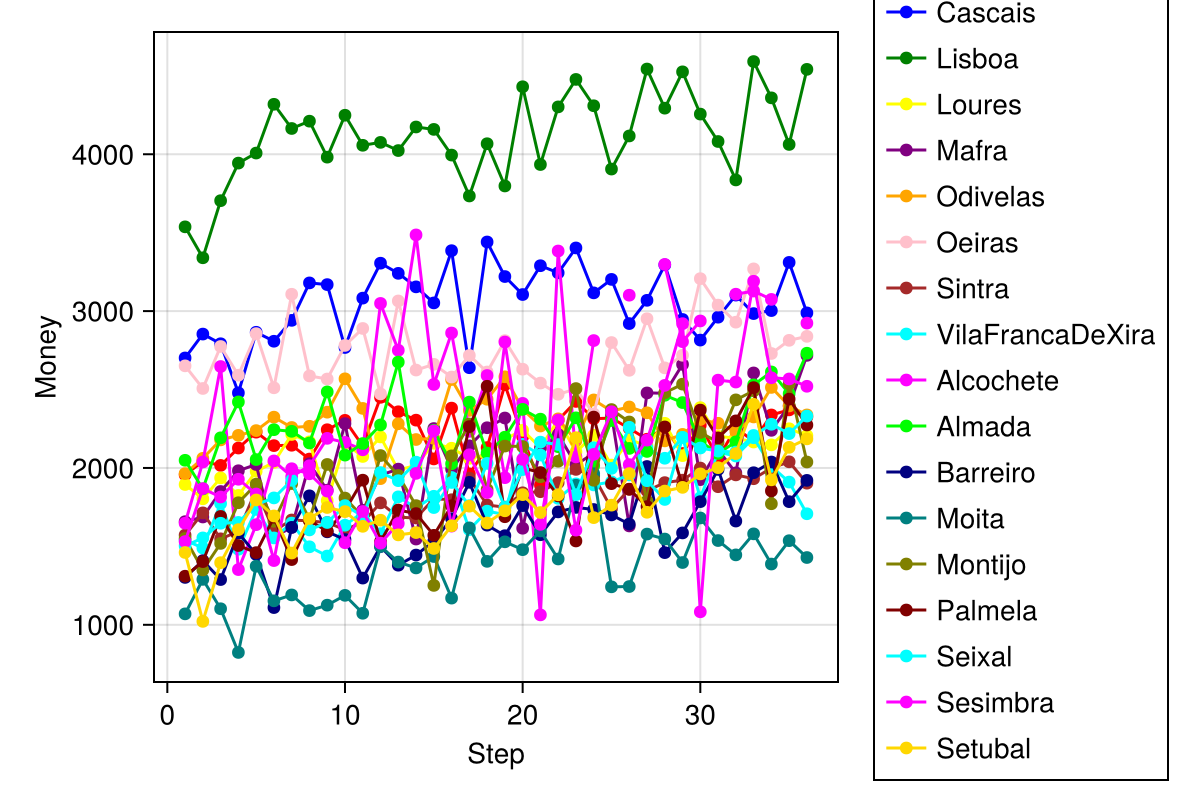 Cascais
Lisboa
Loures
Mafra
Odivelas
Oeiras
Sintra
VilaFrancaDeXira
Alcochete
Almada
Barreiro
Moita
Montijo
Palmela
Seixal
Sesimbra
Setubal
Money
4000
3000
2000
1000
0 10 20 30
Step